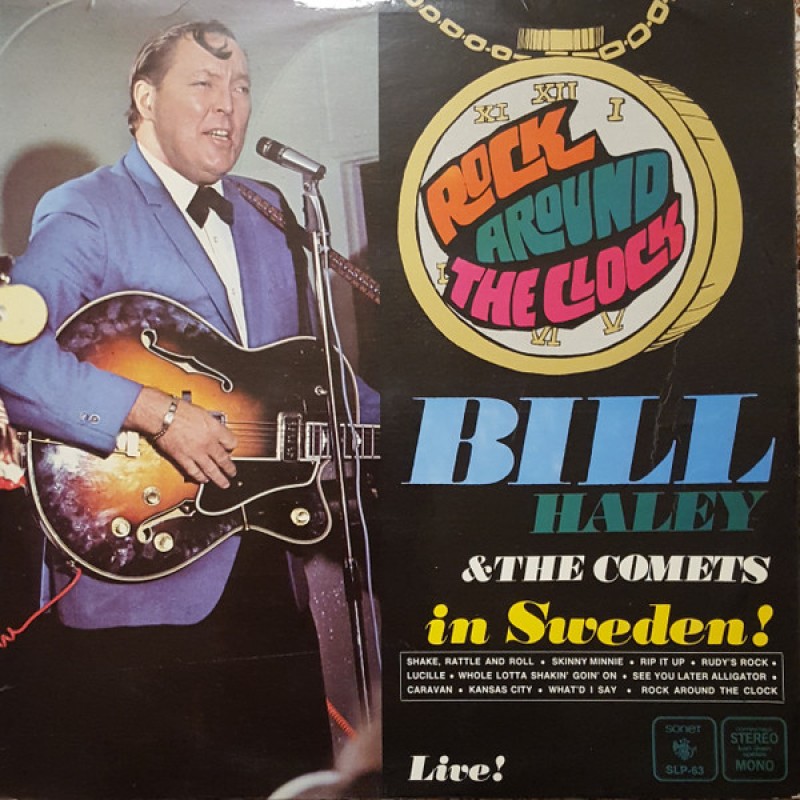 XI XII I
ROCK
AROUND
THE CLOCK
VI V
BILL
HALEY
& THE COMETS
in Sweden!
SHAKE, RATTLE AND ROLL • SKINNY MINNIE • RIP IT UP • RUDY'S ROCK •
LUCILLE • WHOLE LOTTA SHAKIN' GOIN' ON • SEE YOU LATER ALLIGATOR •
CARAVAN • KANSAS CITY • WHAT'D I SAY • ROCK AROUND THE CLOCK
Live!
sonet
SLP-63
STEREO
MONO